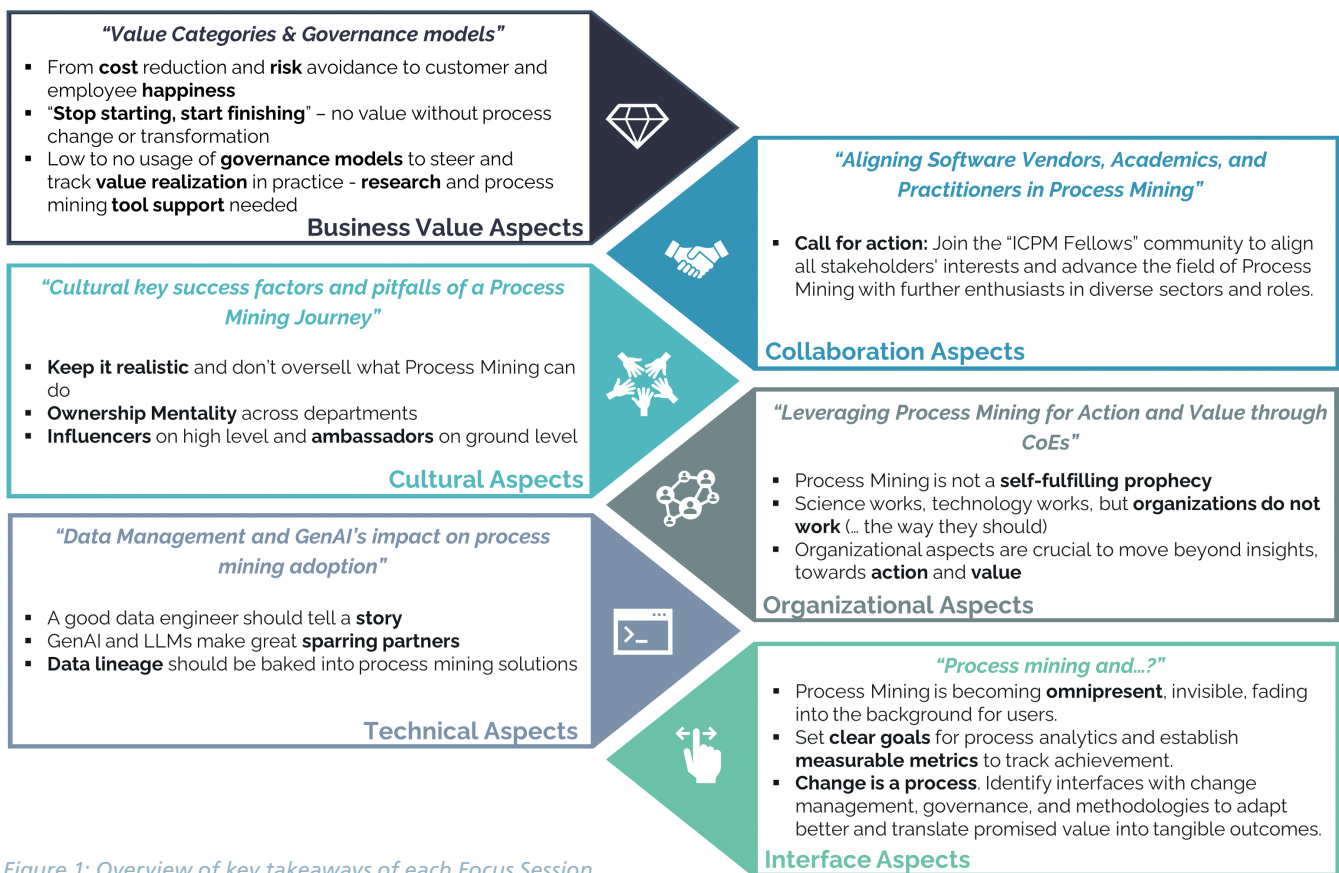 “Value Categories & Governance models”
▪ From cost reduction and risk avoidance to customer and
employee happiness
▪ “Stop starting, start finishing” – no value without process
change or transformation
▪ Low to no usage of governance models to steer and
track value realization in practice - research and process
mining tool support needed
Business Value Aspects
“Aligning Software Vendors, Academics, and
Practitioners in Process Mining”
▪ Call for action: Join the “ICPM Fellows” community to align
all stakeholders' interests and advance the field of Process
Mining with further enthusiasts in diverse sectors and roles.
Collaboration Aspects
“Cultural key success factors and pitfalls of a Process
Mining Journey”
▪ Keep it realistic and don’t oversell what Process Mining can
do
▪ Ownership Mentality across departments
▪ Influencers on high level and ambassadors on ground level
Cultural Aspects
“Leveraging Process Mining for Action and Value through
CoEs”
▪ Process Mining is not a self-fulfilling prophecy
▪ Science works, technology works, but organizations do not
work (… the way they should)
▪ Organizational aspects are crucial to move beyond insights,
towards action and value
Organizational Aspects
“Data Management and GenAI’s impact on process
mining adoption”
▪ A good data engineer should tell a story
▪ GenAI and LLMs make great sparring partners
▪ Data lineage should be baked into process mining solutions
Technical Aspects
“Process mining and…?”
▪ Process Mining is becoming omnipresent, invisible, fading
into the background for users.
▪ Set clear goals for process analytics and establish
measurable metrics to track achievement.
▪ Change is a process. Identify interfaces with change
management, governance, and methodologies to adapt
better and translate promised value into tangible outcomes.
Interface Aspects
Figure 1: Overview of key takeaways of each Focus Session